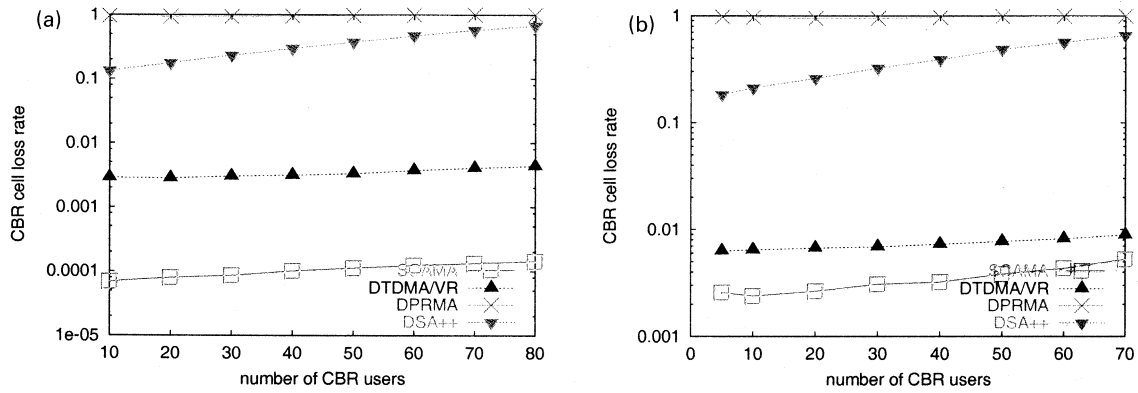 (a)
CBR cell loss rate
1
0.1
0.01
0.001
0.0001
1e-05
10 20 30 40 50 60 70 80
number of CBR users
SCAMA
DTDMA/VR
DPRMA
DSA++
(b)
CBR cell loss rate
1
0.1
0.01
0.001
0 10 20 30 40 50 60 70
number of CBR users
DTDMA/VR
DPRMA
DSA++